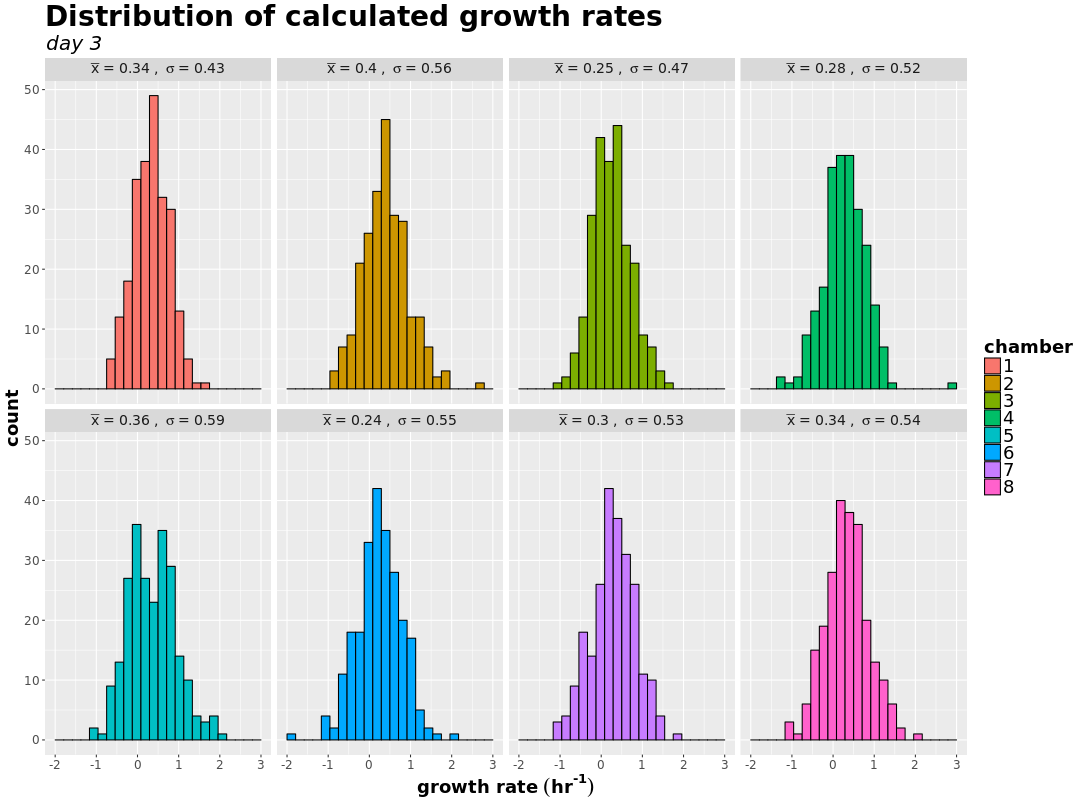 Distribution of calculated growth rates
day 3
x̅ = 0.34 , σ = 0.43
x̅ = 0.4 , σ = 0.56
x̅ = 0.25 , σ = 0.47
x̅ = 0.28 , σ = 0.52
50
40
30
20
10
0
x̅ = 0.36 , σ = 0.59
x̅ = 0.24 , σ = 0.55
x̅ = 0.3 , σ = 0.53
x̅ = 0.34 , σ = 0.54
50
40
30
20
10
0
-2 -1 0 1 2 3
-2 -1 0 1 2 3
-2 -1 0 1 2 3
-2 -1 0 1 2 3
count
growth rate (hr⁻¹)
chamber
1
2
3
4
5
6
7
8